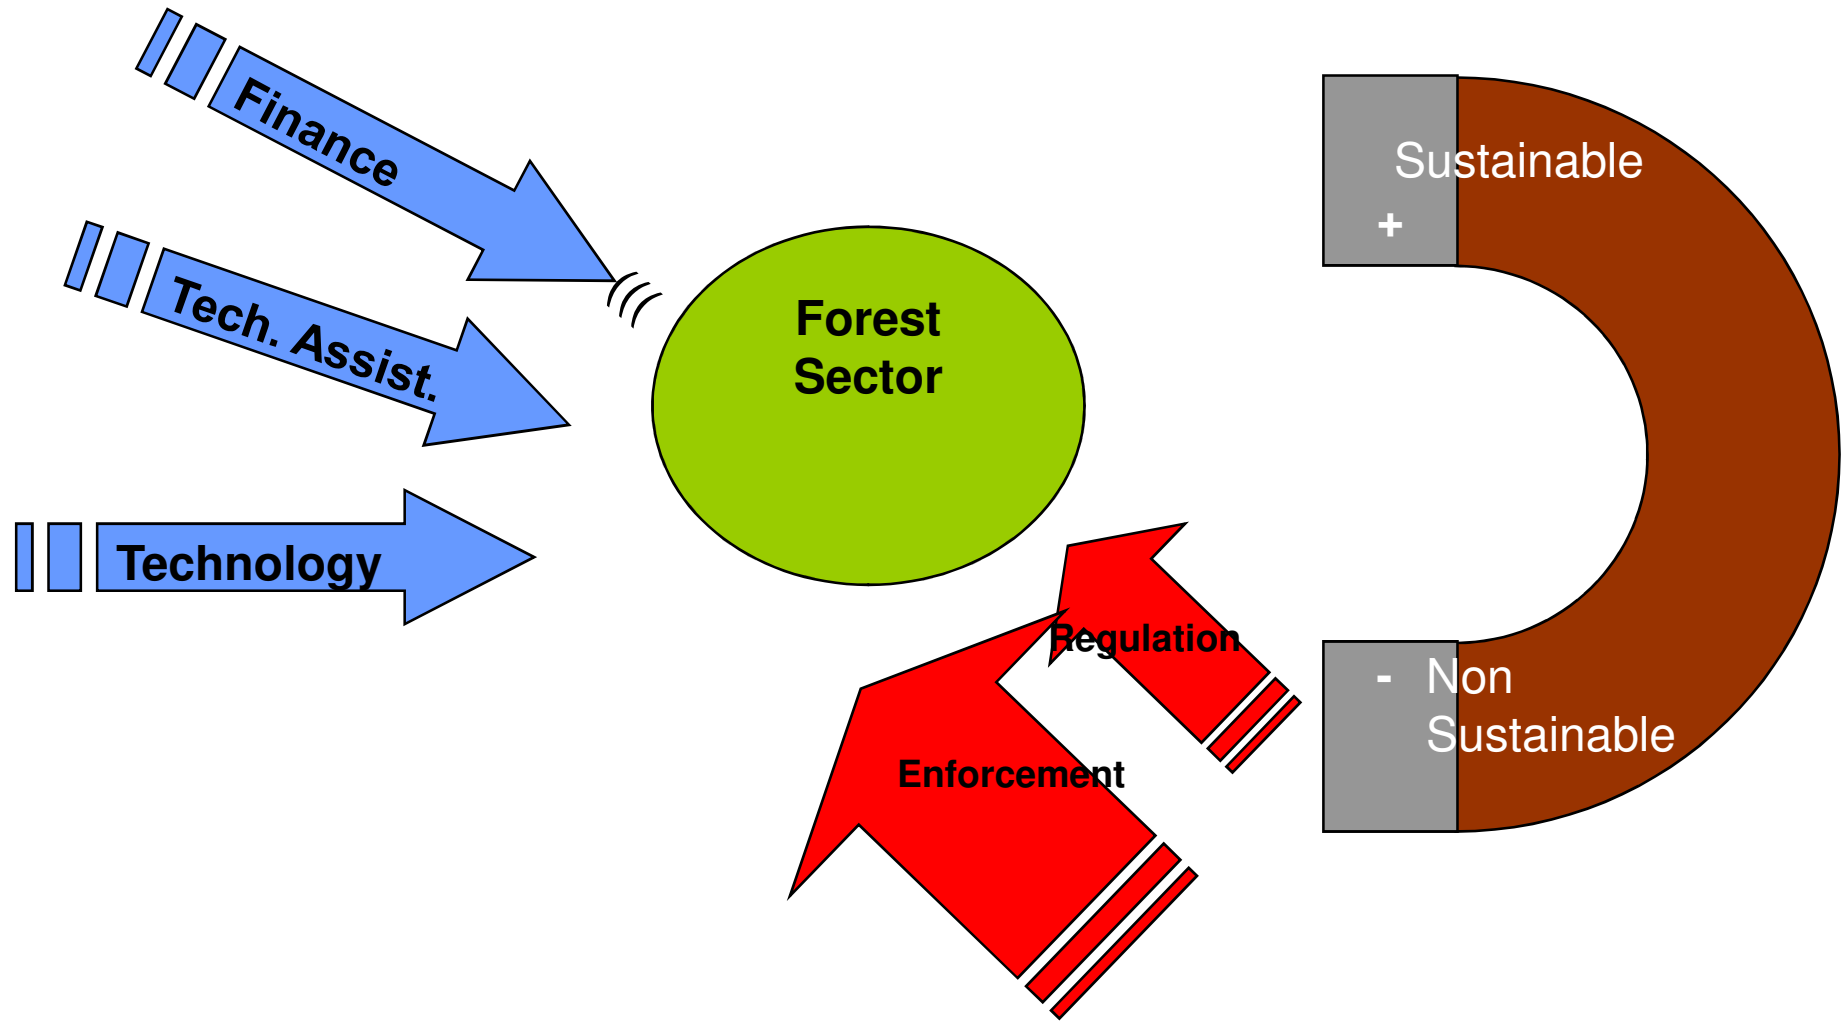 Finance
Tech. Assist.
Technology
Forest
Sector
Regulation
Enforcement
Sustainable
+
- Non
Sustainable